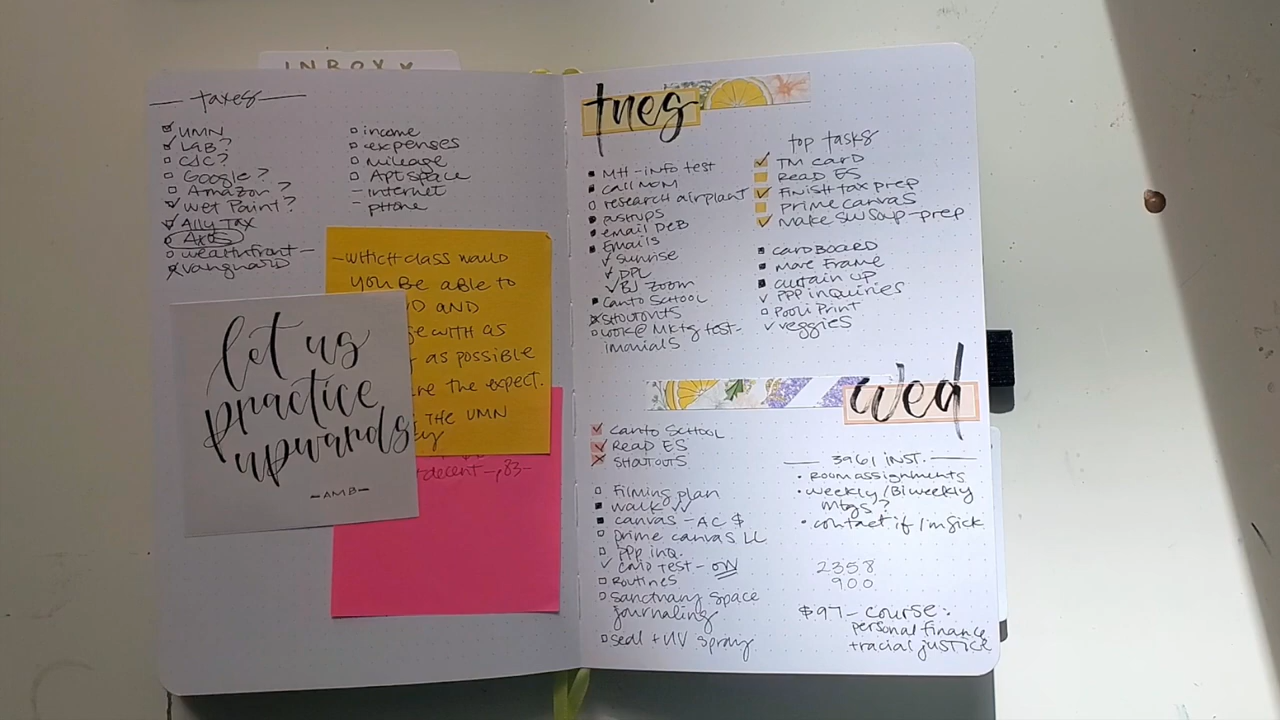 INBOX
taxes
UMN
LAB?
CDC?
Google?
Amazon?
Wet Paint?
Ally TAX
Axos
wealthfront —
vanguard
income
expenses
mileage
Apt space
- internet
- phone
- WHICH class would
you BE able to
AND
WITH as
as possible
the expect.
THE UMN
decent -, 83-
let us
practice
upwards
- AMB -
tues
MH - info test
call MOM
research airplant
pushups
email DEB
Emails
sunrise
PPL
BJ zoom
Canto School
SHOUTOUTS
LOOK@ Mktg test-
imonials
top tasks
TM card
Read ES
Finish tax prep
prime canvas
Make SW Soup - prep
cardboard
Move Frame
curtain up
PPP inquiries
Pooli Print
veggies
wed
Canto School
Read ES
Filming plan
walk
canvas - AC $
prime canvas LL
PPP inq.
test -
Routines
sanctuary space
journaling
seal + UV spray
3961 INST.
• Room assignments
• weekly/Biweekly
mtgs?
• contact if I'm sick
2358
900
$97 - course:
personal finance
+ racial justice